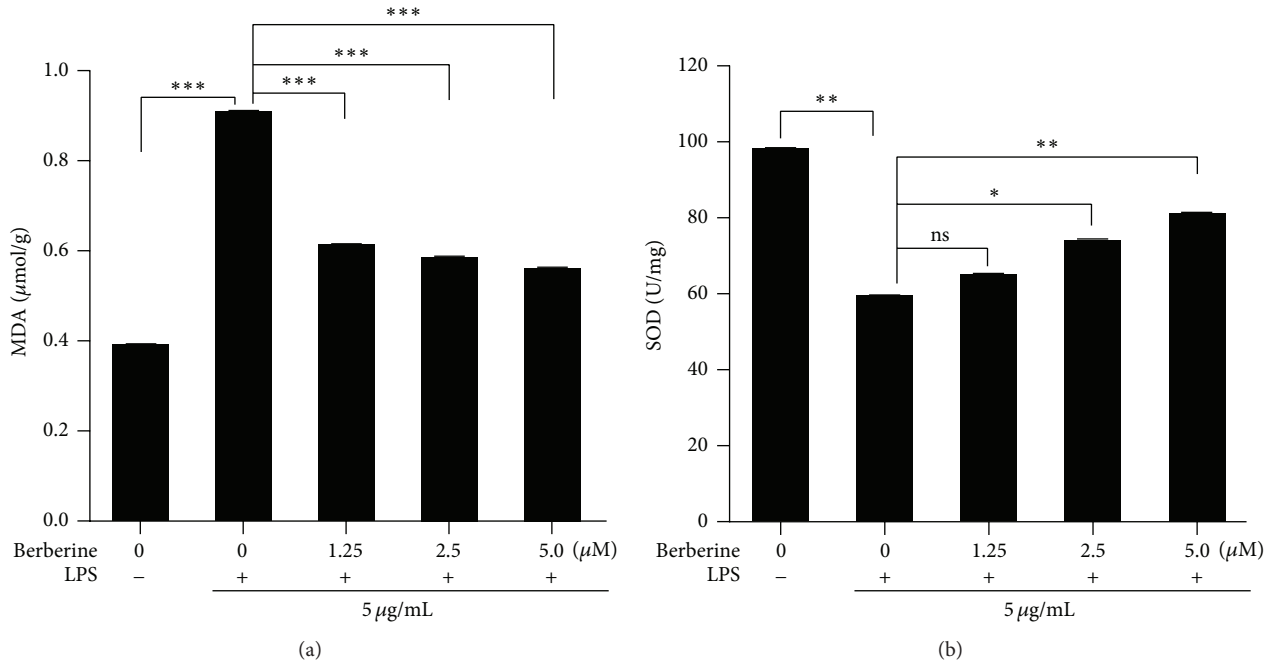 ***
***
***
***
1.0
0.8
0.6
0.4
0.2
0.0
MDA (μmol/g)
Berberine 0 0 1.25 2.5 5.0 (μM)
LPS − + + + +
5 μg/mL
(a)
120
100
80
60
40
20
0
SOD (U/mg)
**
**
*
ns
0 0 1.25 2.5 5.0 (μM)
Berberine
LPS − + + + +
5 μg/mL
(b)